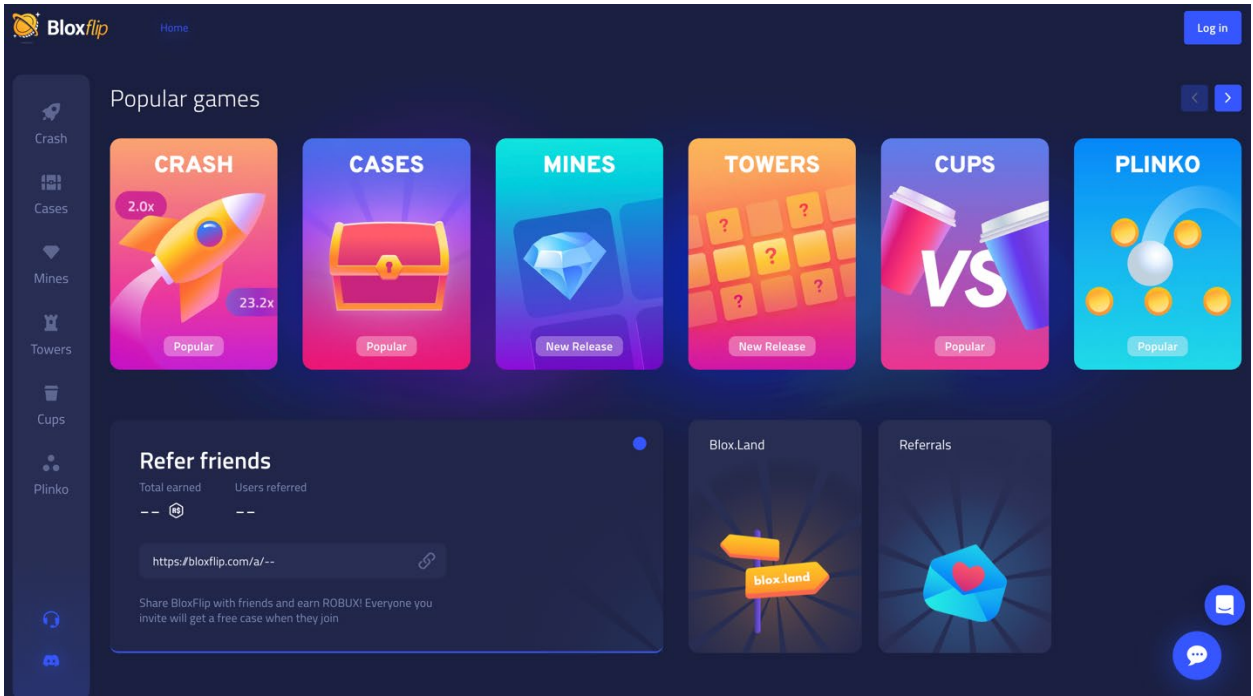 Bloxflip
Home
Log in
Popular games
Crash
Cases
Mines
Towers
Cups
Plinko
CRASH
2.0x
23.2x
Popular
CASES
Popular
MINES
New Release
TOWERS
?
?
?
?
?
New Release
CUPS
VS
Popular
PLINKO
Popular
Refer friends
Total earned Users referred
-- R$ --
https://bloxflip.com/a/--
Share BloxFlip with friends and earn ROBUX! Everyone you
invite will get a free case when they join
Blox.Land
blox.land
Referrals